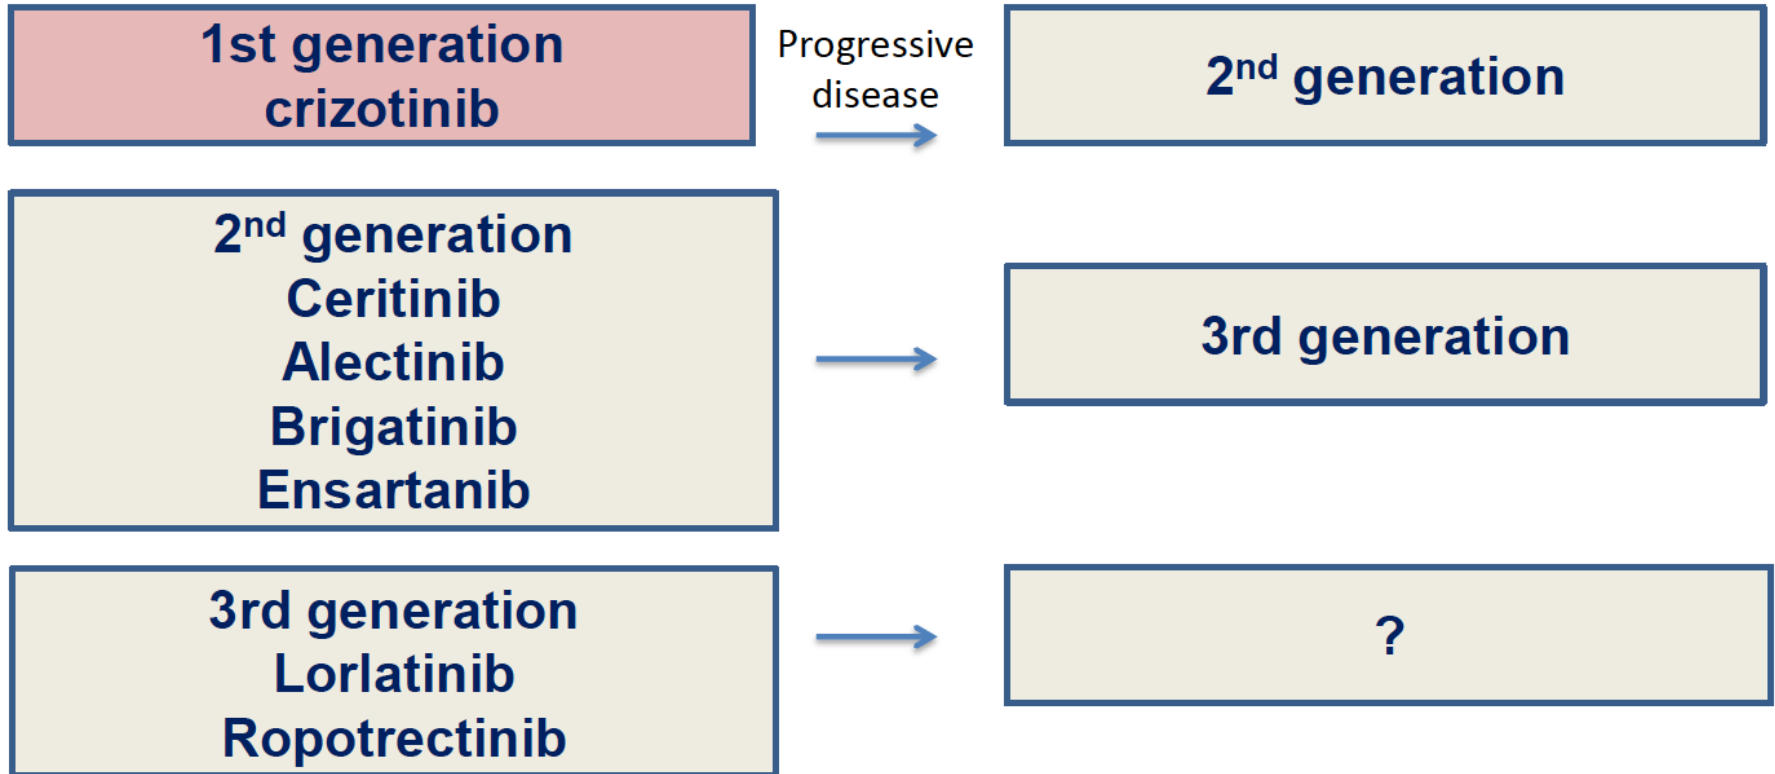 1st generation
crizotinib
Progressive
disease
2nd generation
2nd generation
Ceritinib
Alectinib
Brigatinib
Ensartanib
3rd generation
3rd generation
Lorlatinib
Ropotrectinib
?